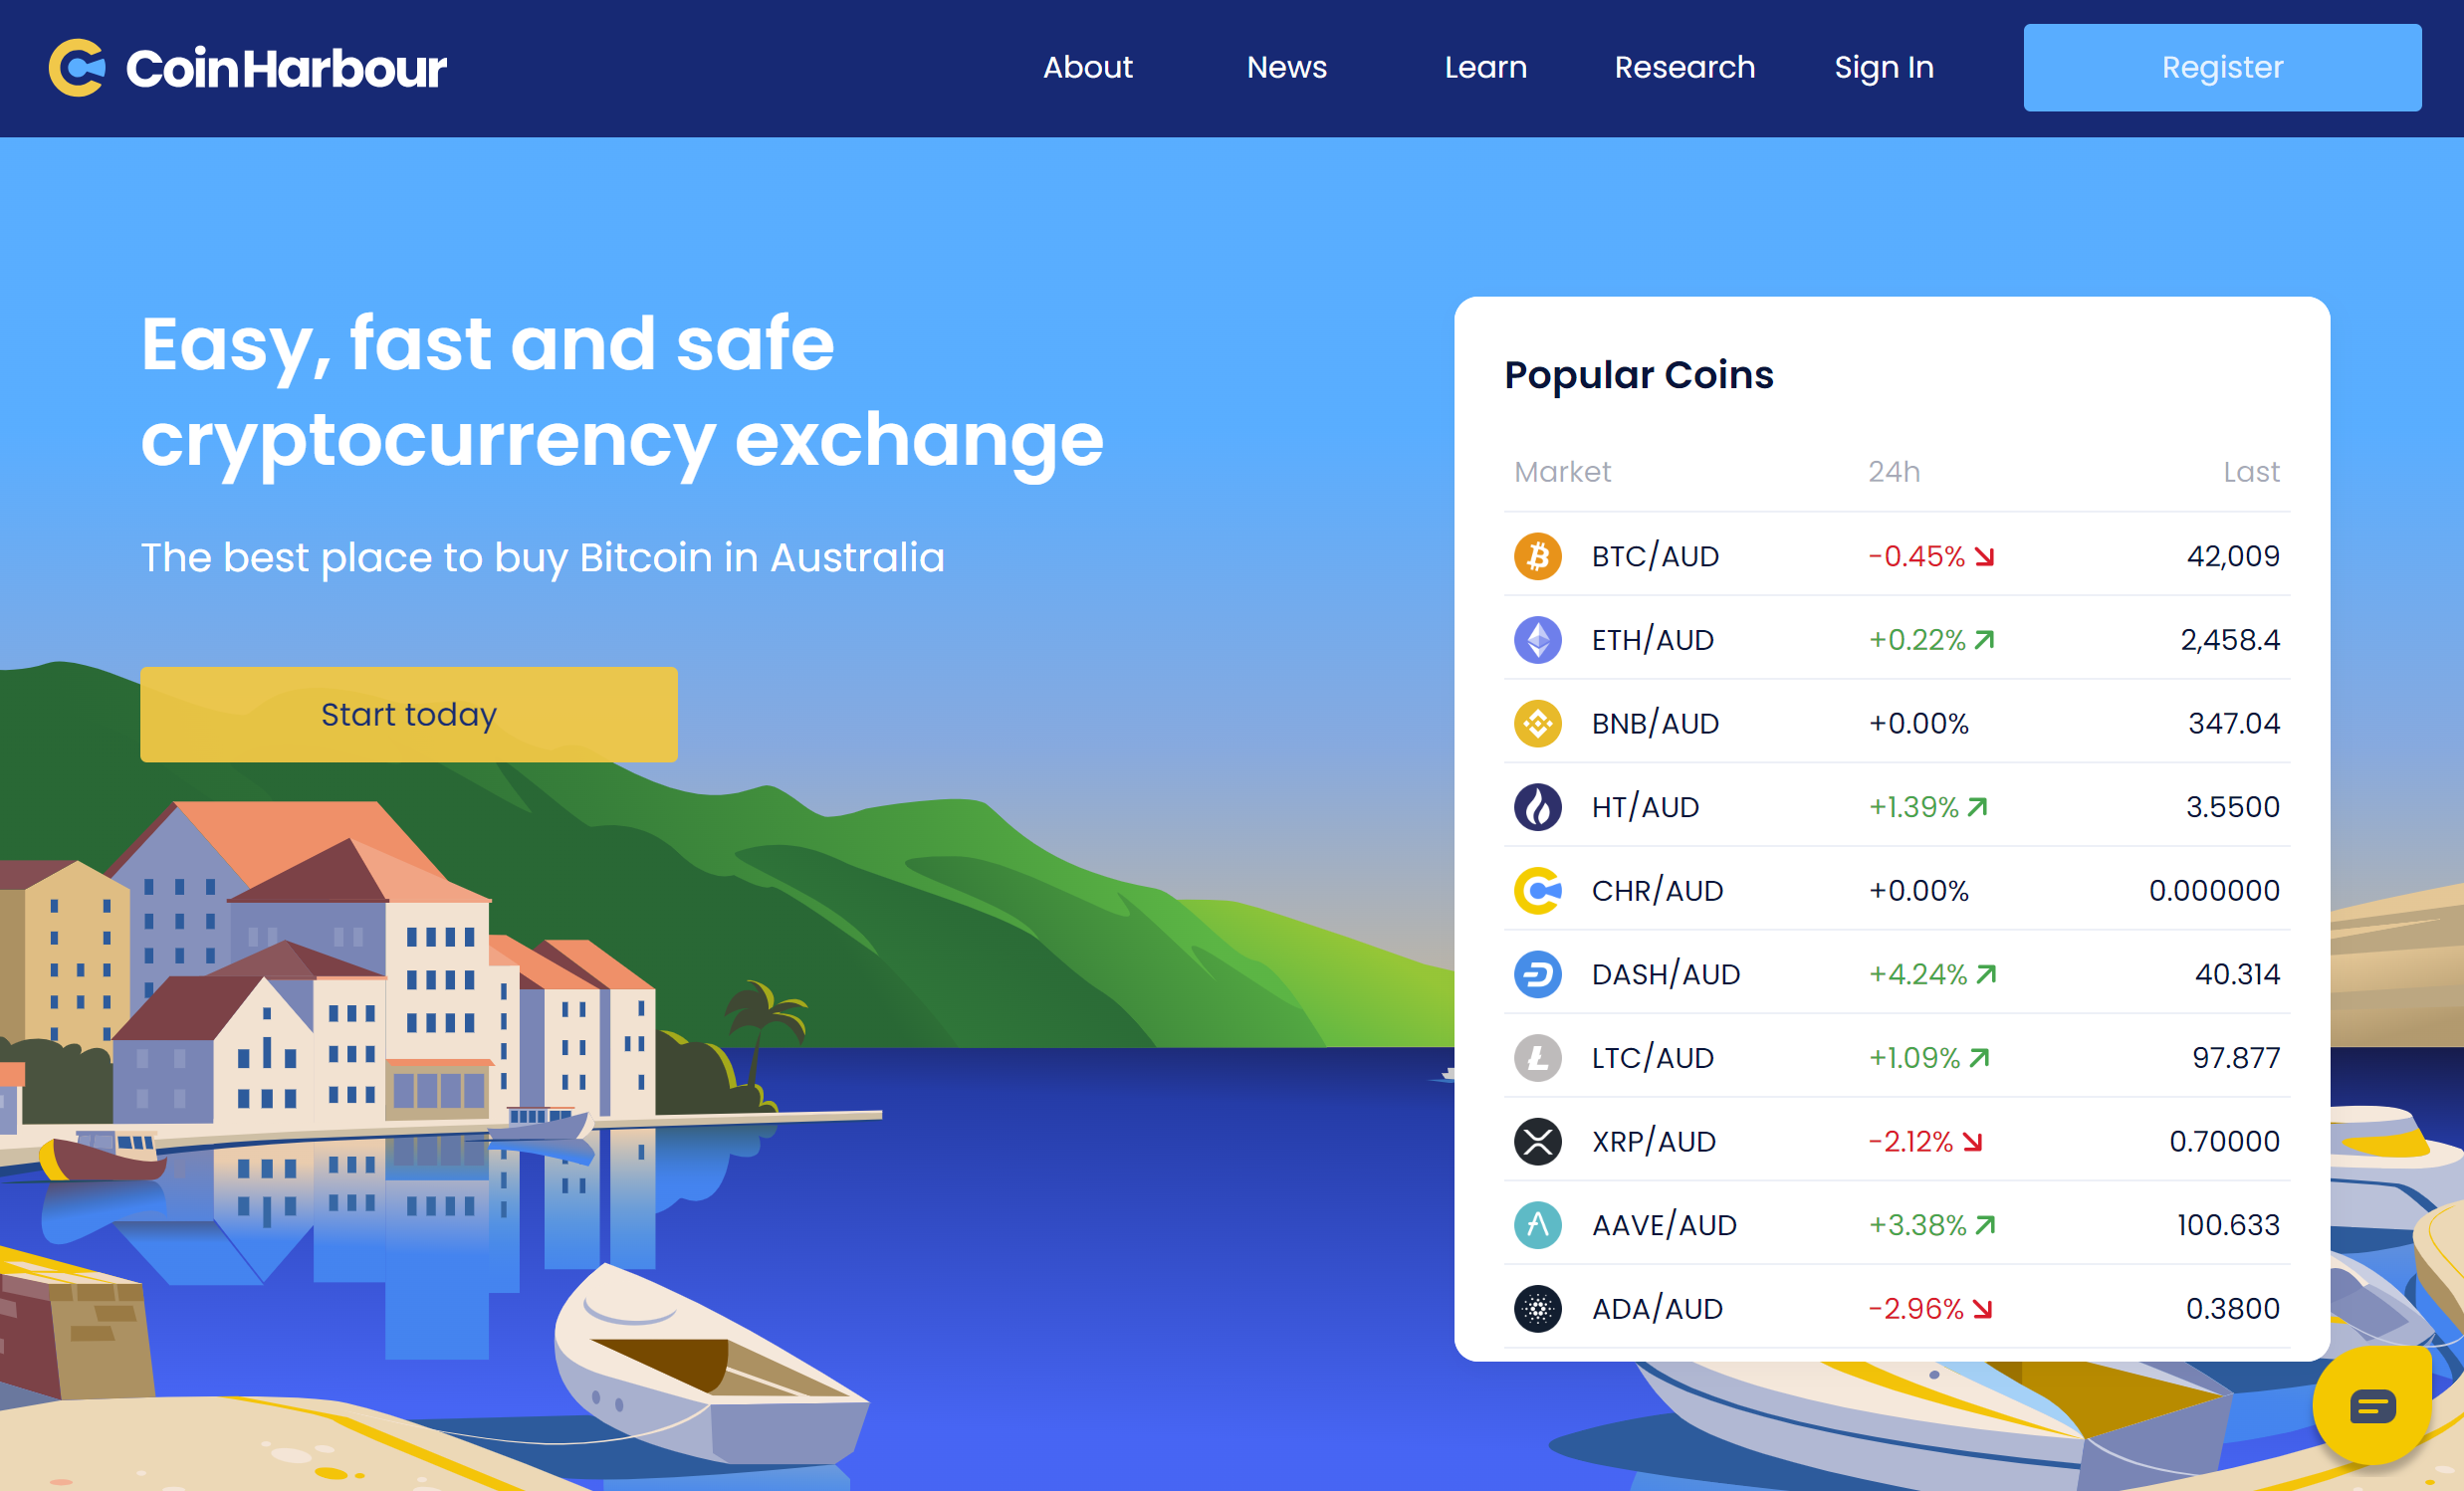 CoinHarbour
About News Learn Research Sign In Register
Easy, fast and safe
cryptocurrency exchange
The best place to buy Bitcoin in Australia
Start today
Popular Coins
Market 24h Last
BTC/AUD -0.45% 42,009
ETH/AUD +0.22% 2,458.4
BNB/AUD +0.00% 347.04
HT/AUD +1.39% 3.5500
CHR/AUD +0.00% 0.000000
DASH/AUD +4.24% 40.314
LTC/AUD +1.09% 97.877
XRP/AUD -2.12% 0.70000
AAVE/AUD +3.38% 100.633
ADA/AUD -2.96% 0.3800